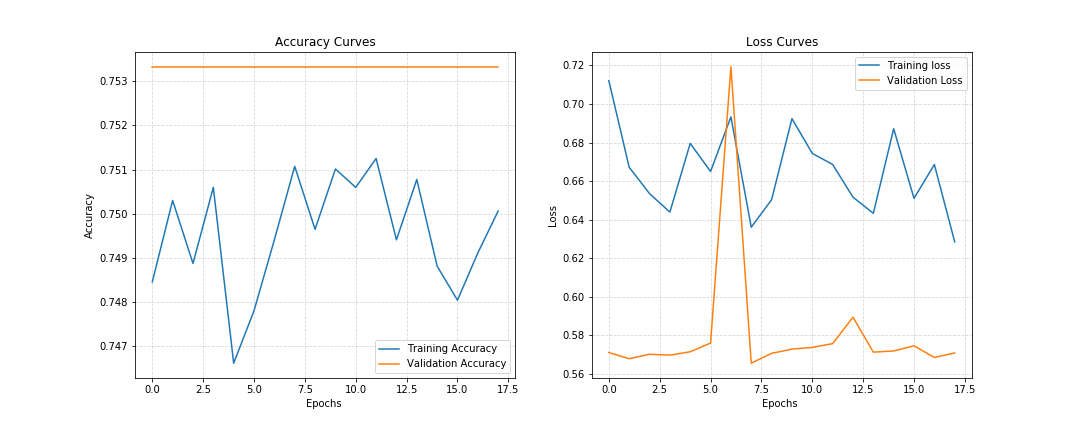 Accuracy Curves
0.753
0.752
0.751
0.750
0.749
0.748
0.747
Accuracy
Training Accuracy
Validation Accuracy
0.0 2.5 5.0 7.5 10.0 12.5 15.0 17.5
Epochs
Loss Curves
0.72
0.70
0.68
0.66
0.64
0.62
0.60
0.58
0.56
Loss
Training loss
Validation Loss
0.0 2.5 5.0 7.5 10.0 12.5 15.0 17.5
Epochs